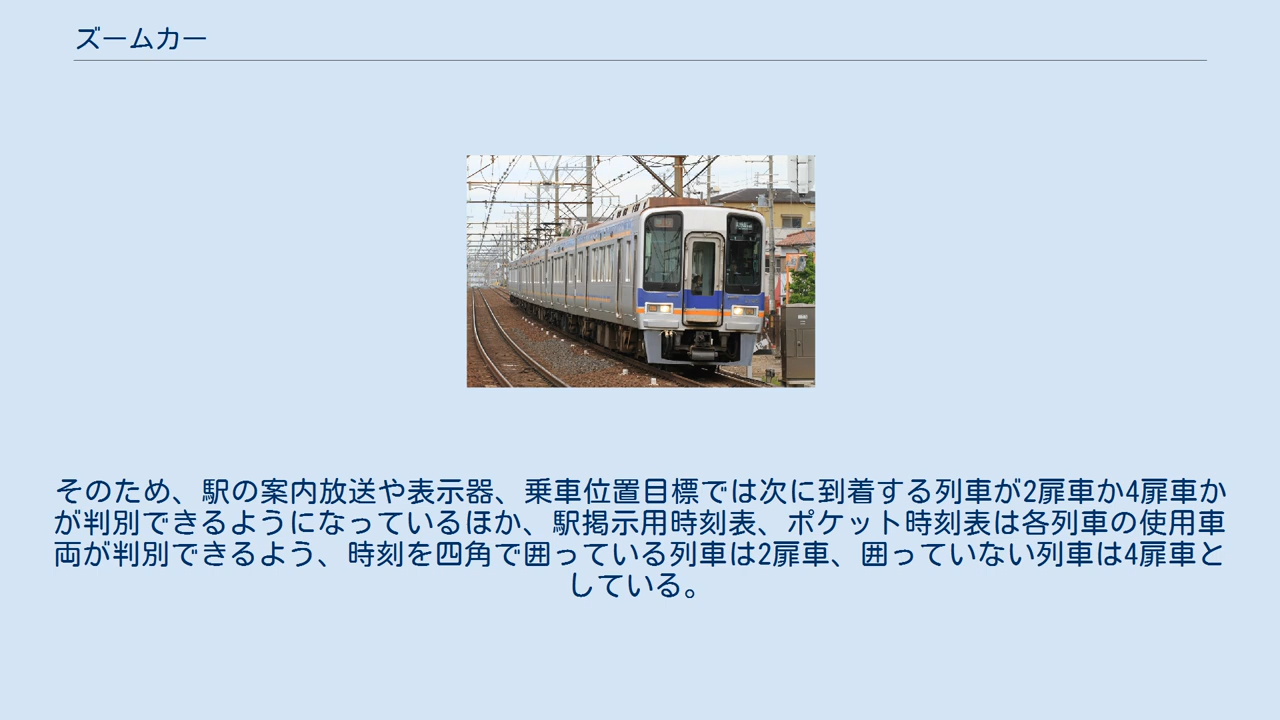 ズームカー
そのため、駅の案内放送や表示器、乗車位置目標では次に到着する列車が2扉車か4扉車か
が判別できるようになっているほか、駅掲示用時刻表、ポケット時刻表は各列車の使用車
両が判別できるよう、時刻を四角で囲っている列車は2扉車、囲っていない列車は4扉車と
している。